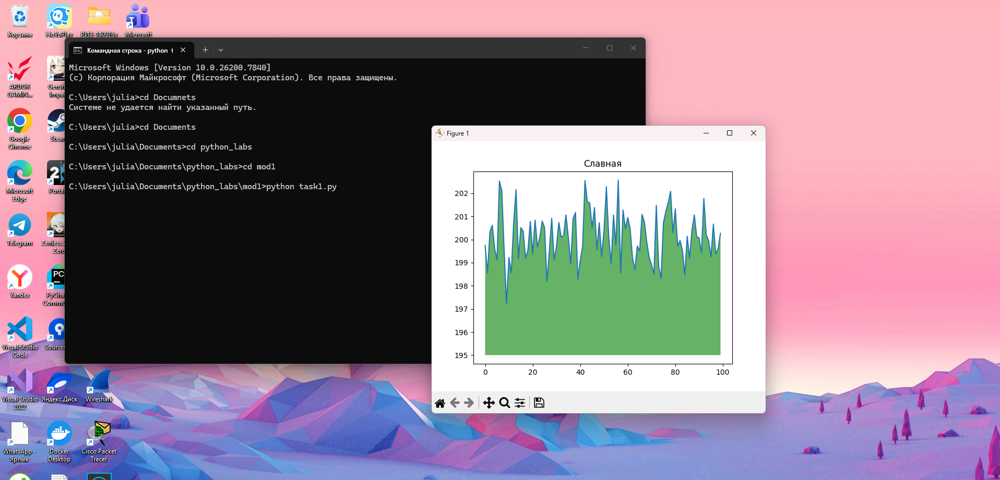 Корзина
HoYoPlay
РИЗ-140916у
Microsoft
Командная строка - python t
Microsoft Windows [Version 10.0.26200.7840]
(c) Корпорация Майкрософт (Microsoft Corporation). Все права защищены.
C:\Users\julia>cd Documnets
Системе не удается найти указанный путь.
C:\Users\julia>cd Documents
C:\Users\julia\Documents>cd python_labs
C:\Users\julia\Documents\python_labs>cd mod1
C:\Users\julia\Documents\python_labs\mod1>python task1.py
ARDOR
GAMIN...
Gensh
Impa
Google
Chrome
Stea
Microsoft
Edge
2
Porta
Telegram
Zenless
Zero
Yandex
PC
PyCha
Commu
Visual Studio
Code
Source
Visual Studio
2022
Яндекс.Диск
Wireshark
WhatsApp -
Ярлык
Docker
Desktop
Cisco Packet
Tracer
Figure 1
Славная
202
201
200
199
198
197
196
195
0 20 40 60 80 100